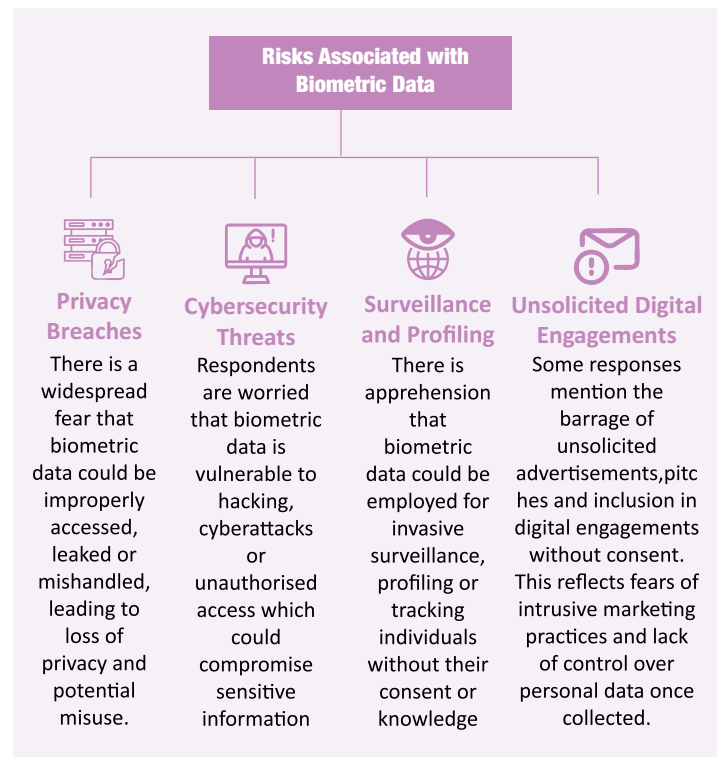 Risks Associated with
Biometric Data
Privacy
Breaches
There is a
widespread
fear that
biometric
data could be
improperly
accessed,
leaked or
mishandled,
leading to
loss of
privacy and
potential
misuse.
Cybersecurity
Threats
Respondents
are worried
that biometric
data is
vulnerable to
hacking,
cyberattacks
or
unauthorised
access which
could
compromise
sensitive
information
Surveillance
and Profiling
There is
apprehension
that
biometric
data could be
employed for
invasive
surveillance,
profiling or
tracking
individuals
without their
consent or
knowledge
Unsolicited Digital
Engagements
Some responses
mention the
barrage of
unsolicited
advertisements,pitc
hes and inclusion in
digital engagements
without consent.
This reflects fears of
intrusive marketing
practices and lack
of control over
personal data once
collected.